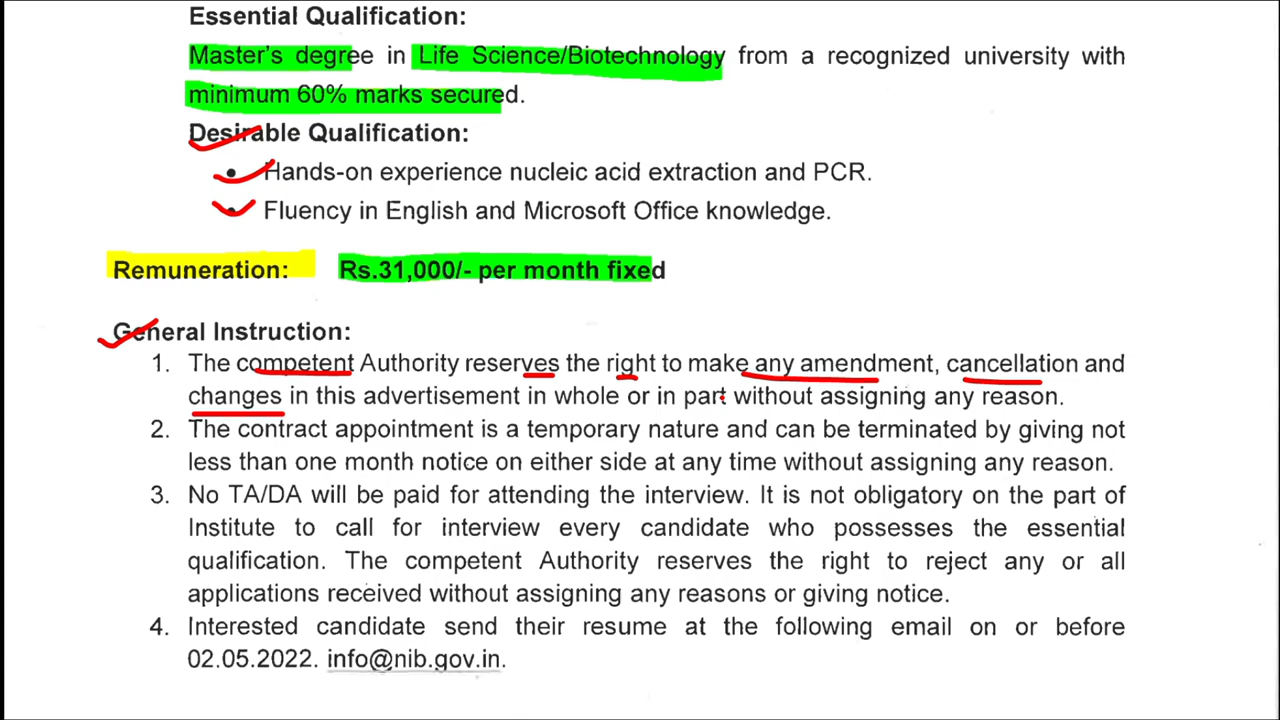 Essential Qualification:
Master's degree in Life Science/Biotechnology from a recognized university with
minimum 60% marks secured.
Desirable Qualification:
• Hands-on experience nucleic acid extraction and PCR.
• Fluency in English and Microsoft Office knowledge.
Remuneration: Rs.31,000/- per month fixed
General Instruction:
1. The competent Authority reserves the right to make any amendment, cancellation and
changes in this advertisement in whole or in part without assigning any reason.
2. The contract appointment is a temporary nature and can be terminated by giving not
less than one month notice on either side at any time without assigning any reason.
3. No TA/DA will be paid for attending the interview. It is not obligatory on the part of
Institute to call for interview every candidate who possesses the essential
qualification. The competent Authority reserves the right to reject any or all
applications received without assigning any reasons or giving notice.
4. Interested candidate send their resume at the following email on or before
02.05.2022. info@nib.gov.in.